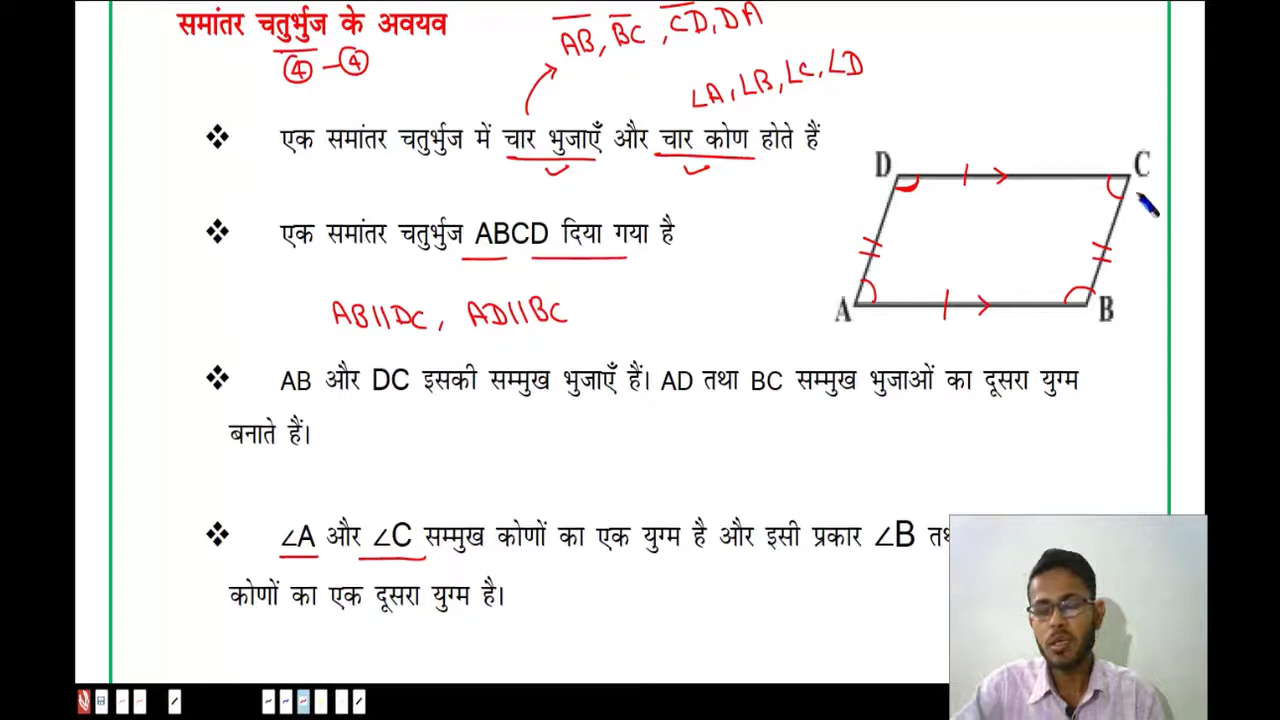 समांतर चतुर्भुज के अवयव
④ - ④
AB, BC, CD, DA
∠A, ∠B, ∠C, ∠D
❖ एक समांतर चतुर्भुज में चार भुजाएँ और चार कोण होते हैं
❖ एक समांतर चतुर्भुज ABCD दिया गया है
AB||DC, AD||BC
D C
A B
❖ AB और DC इसकी सम्मुख भुजाएँ हैं। AD तथा BC सम्मुख भुजाओं का दूसरा युग्म
बनाते हैं।
❖ ∠A और ∠C सम्मुख कोणों का एक युग्म है और इसी प्रकार ∠B
कोणों का एक दूसरा युग्म है।